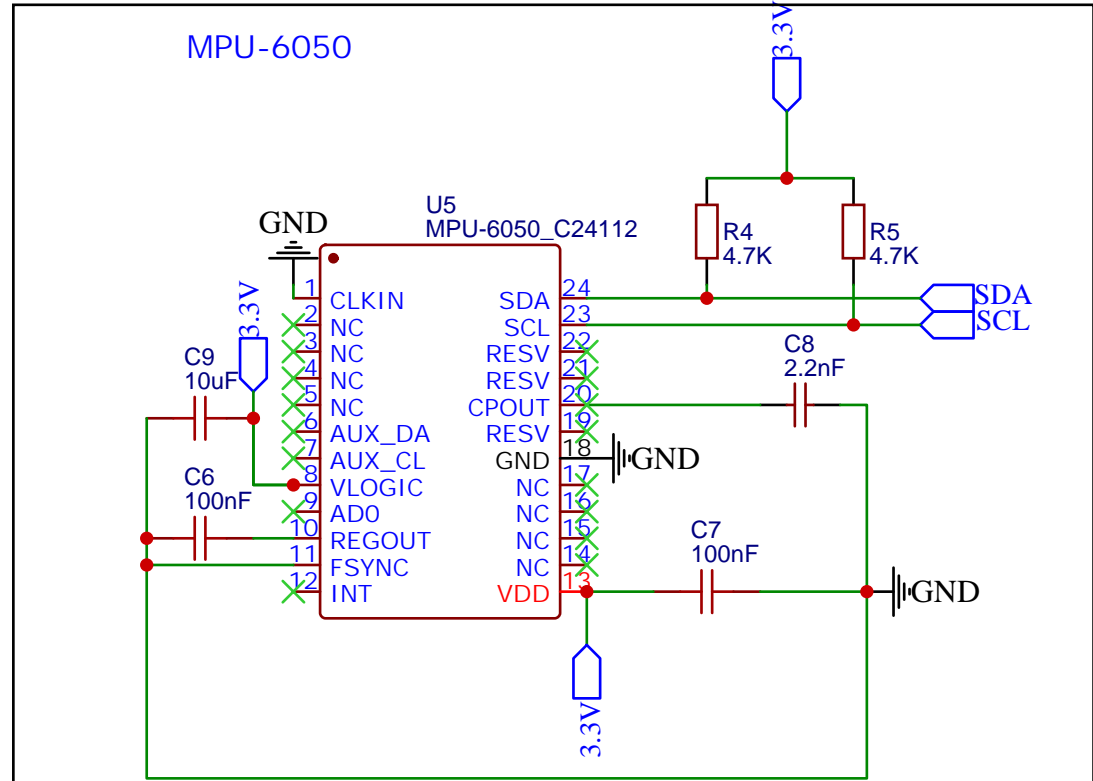 MPU-6050
3.3V
U5
MPU-6050_C24112
R4
4.7K
R5
4.7K
GND
1
CLKIN
2
NC
3
NC
4
NC
5
NC
6
AUX_DA
7
AUX_CL
8
VLOGIC
9
AD0
10
REGOUT
11
FSYNC
12
INT
24
SDA
23
SCL
22
RESV
21
RESV
20
CPOUT
19
RESV
18
GND
17
NC
16
NC
15
NC
14
NC
13
VDD
SDA
SCL
3.3V
C9
10uF
C6
100nF
C8
2.2nF
GND
C7
100nF
GND
3.3V